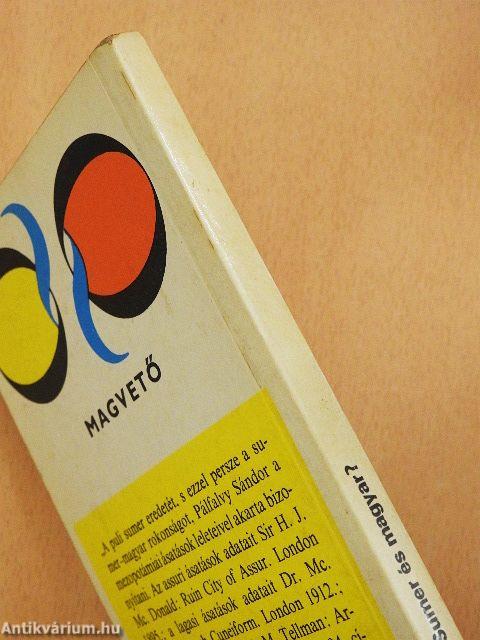 MAGVETŐ
„A puli sumer eredetét, s ezzel persze a su-
mer–magyar rokonságot, Pálfalvy Sándor a
mezopotámiai ásatások leleteivel akarta bizo-
nyítani. Az assuri ásatások adatait, Sir H. J.
Mc. Donald: Ruin City of Assur. London
a lagasi ásatások adatait Dr. Mc.
Cuneiform. London 1912.;
M. Tellman: Ar-
Sumer és magyar?
Antikvárium.hu